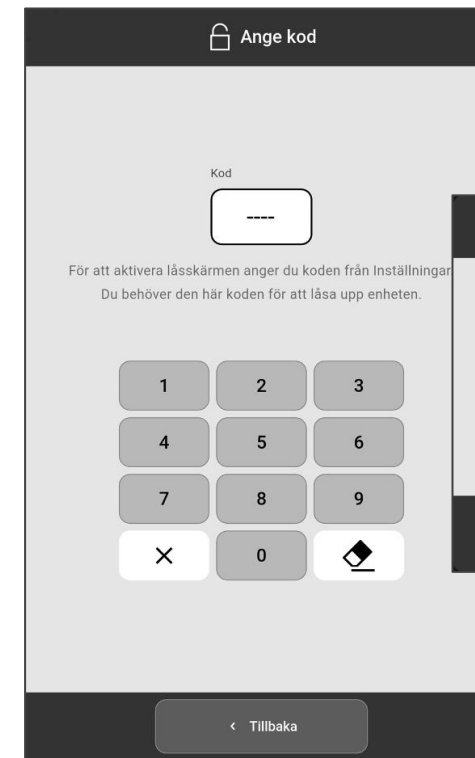 Ange kod
Kod
----
För att aktivera låsskärmen anger du koden från Inställningar
Du behöver den här koden för att låsa upp enheten.
1 2 3
4 5 6
7 8 9
0
Tillbaka